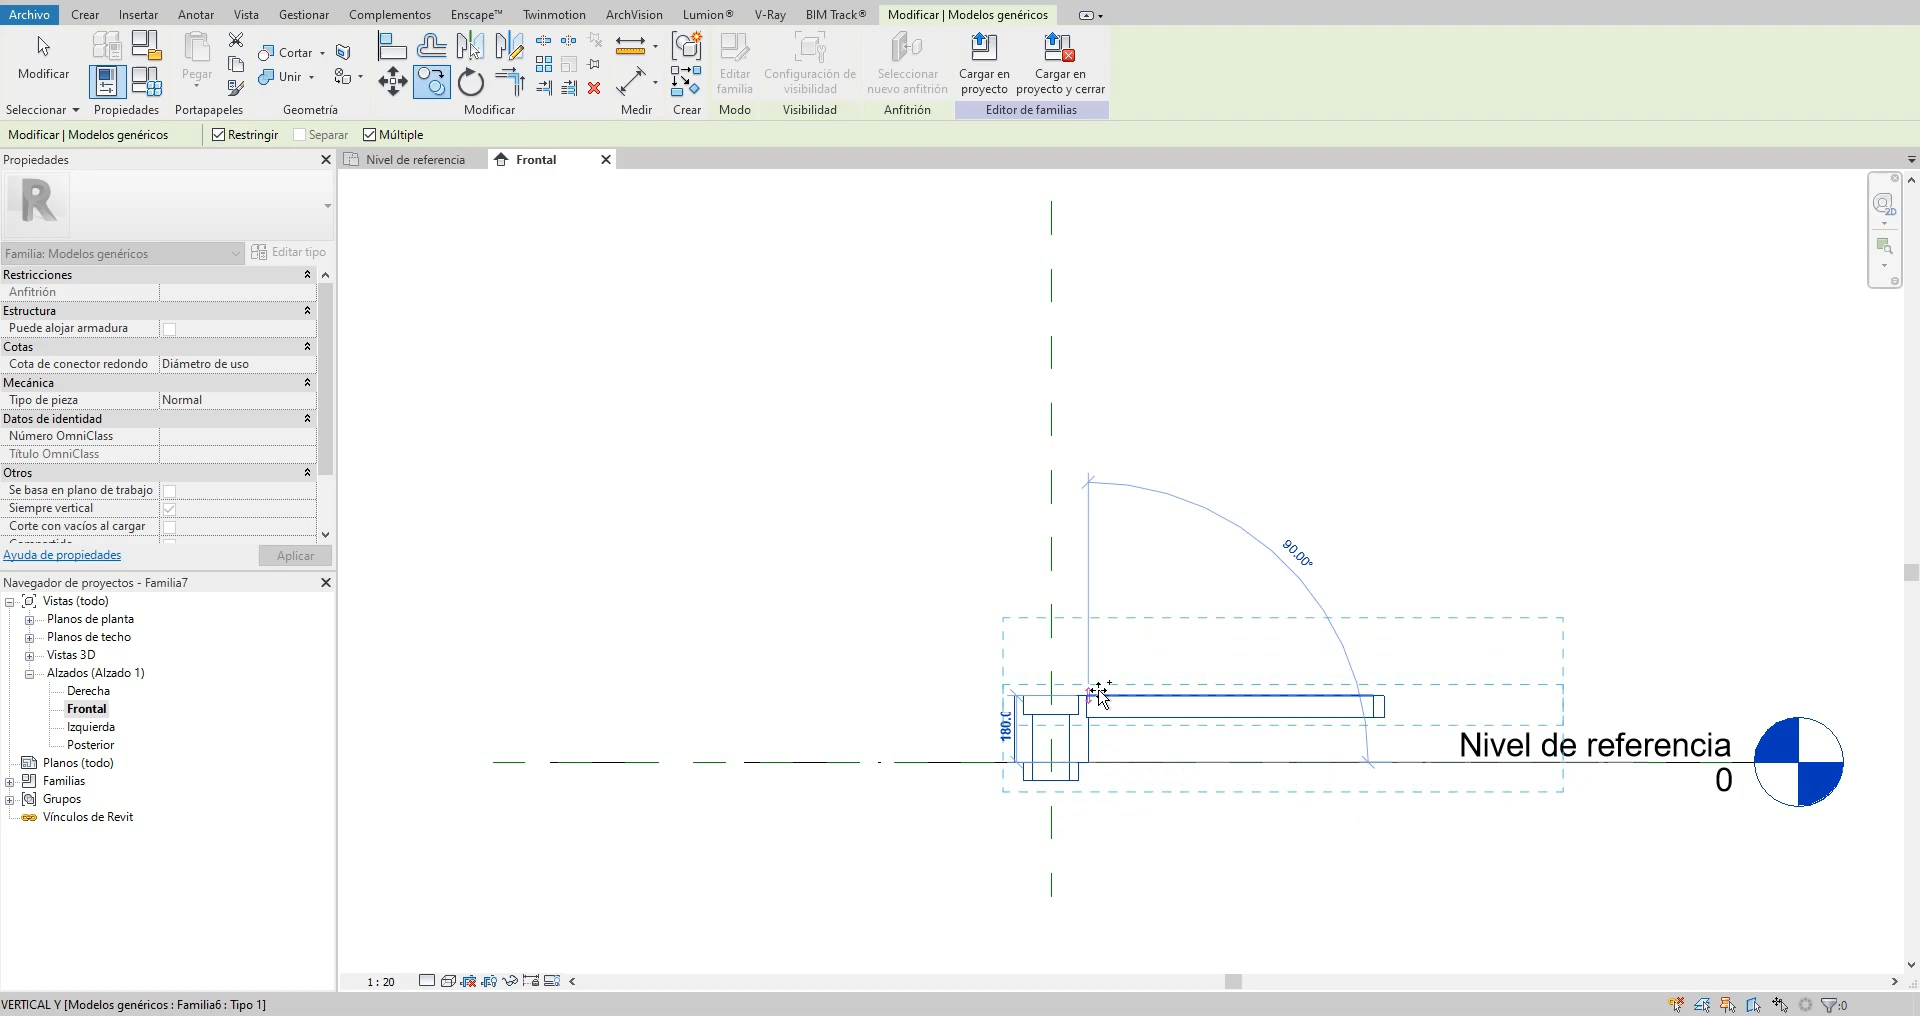 Archivo Crear Insertar Anotar Vista Gestionar Complementos Enscape™ Twinmotion ArchVision Lumion® V-Ray BIM Track® Modificar | Modelos genéricos
Modificar
Pegar
Cortar
Unir
Editar familia
Configuración de visibilidad
Seleccionar nuevo anfitrión
Cargar en proyecto
Cargar en proyecto y cerrar
Seleccionar Propiedades Portapapeles Geometría Modificar Medir Crear Modo Visibilidad Anfitrión Editor de familias
Modificar | Modelos genéricos Restringir Separar Múltiple
Propiedades
Nivel de referencia
Frontal
R
Familia: Modelos genéricos Editar tipo
Restricciones
Anfitrión
Estructura
Puede alojar armadura
Cotas
Cota de conector redondo Diámetro de uso
Mecánica
Tipo de pieza Normal
Datos de identidad
Número OmniClass
Título OmniClass
Otros
Se basa en plano de trabajo
Siempre vertical
Corte con vacíos al cargar
Ayuda de propiedades Aplicar
Navegador de proyectos - Familia7
Vistas (todo)
Planos de planta
Planos de techo
Vistas 3D
Alzados (Alzado 1)
Derecha
Frontal
Izquierda
Posterior
Planos (todo)
Familias
Grupos
Vínculos de Revit
2D
90.00°
180.0
Nivel de referencia
0
1 : 20
VERTICAL Y [Modelos genéricos : Familia6 : Tipo 1]
:0